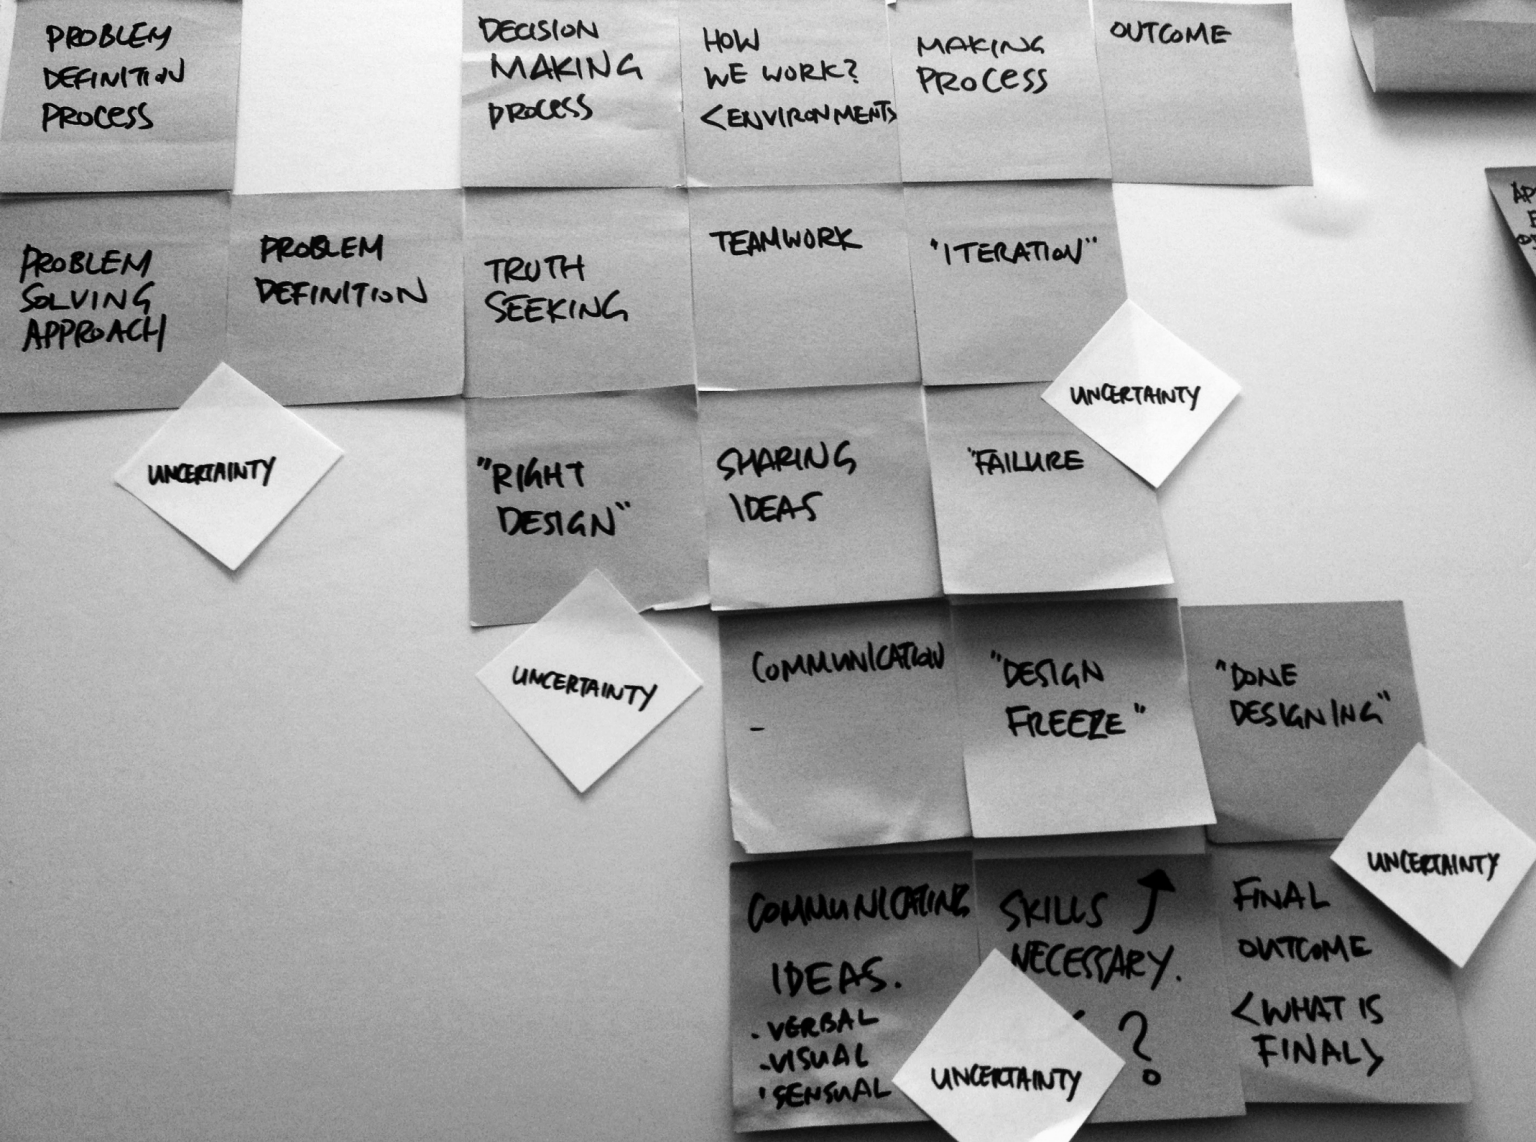 PROBLEM
DEFINITION
PROCESS
DECISION
MAKING
PROCESS
HOW
WE WORK?
<ENVIRONMENTS
MAKING
PROCESS
OUTCOME
PROBLEM
SOLVING
APPROACH
PROBLEM
DEFINITION
TRUTH
SEEKING
TEAMWORK
"ITERATION"
UNCERTAINTY
UNCERTAINTY
"RIGHT
DESIGN"
SHARING
IDEAS
"FAILURE
UNCERTAINTY
COMMUNICATION
-
"DESIGN
FREEZE"
"DONE
DESIGNING"
UNCERTAINTY
COMMUNICATING
IDEAS.
- VERBAL
- VISUAL
' SENSUAL
SKILLS
NECESSARY.
?
UNCERTAINTY
FINAL
OUTCOME
<WHAT IS
FINAL>